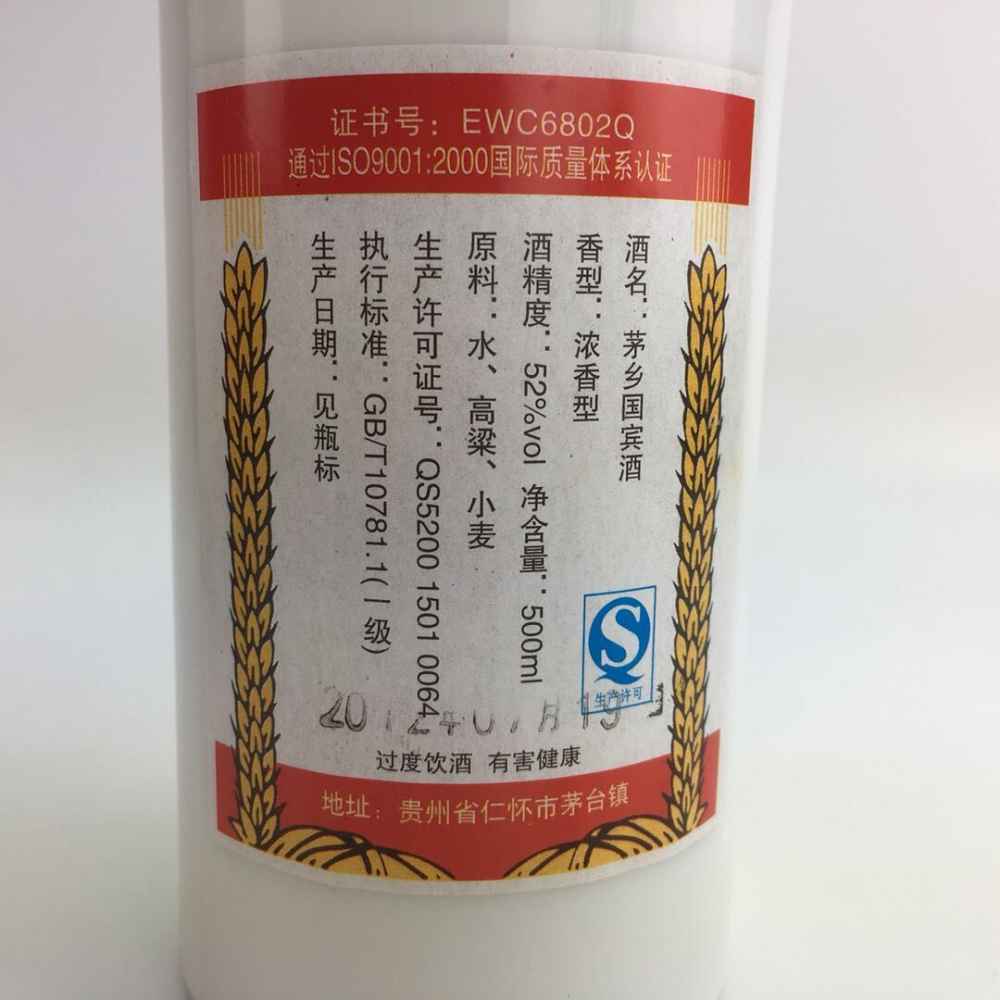 证书号：EWC6802Q
通过ISO9001:2000国际质量体系认证
酒名：茅乡国宾酒
香型：浓香型
酒精度：52%vol 净含量：500ml
原料：水、高粱、小麦
生产许可证号：QS5200 1501 0064
执行标准：GB/T10781.1(一级)
生产日期：见瓶标
生产许可
过度饮酒 有害健康
地址：贵州省仁怀市茅台镇